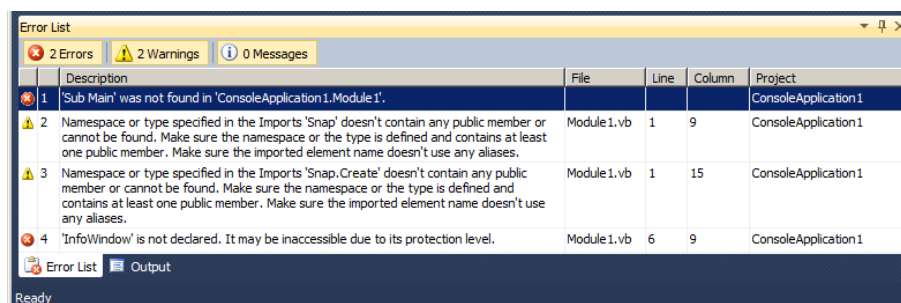 Error List
2 Errors 2 Warnings 0 Messages
Description File Line Column Project
1 'Sub Main' was not found in 'ConsoleApplication1.Module1'. ConsoleApplication1
2 Namespace or type specified in the Imports 'Snap' doesn't contain any public member or Module1.vb 1 9 ConsoleApplication1
cannot be found. Make sure the namespace or the type is defined and contains at least
one public member. Make sure the imported element name doesn't use any aliases.
3 Namespace or type specified in the Imports 'Snap.Create' doesn't contain any public Module1.vb 1 15 ConsoleApplication1
member or cannot be found. Make sure the namespace or the type is defined and
contains at least one public member. Make sure the imported element name doesn't use
any aliases.
4 'InfoWindow' is not declared. It may be inaccessible due to its protection level. Module1.vb 6 9 ConsoleApplication1
Error List Output
Ready